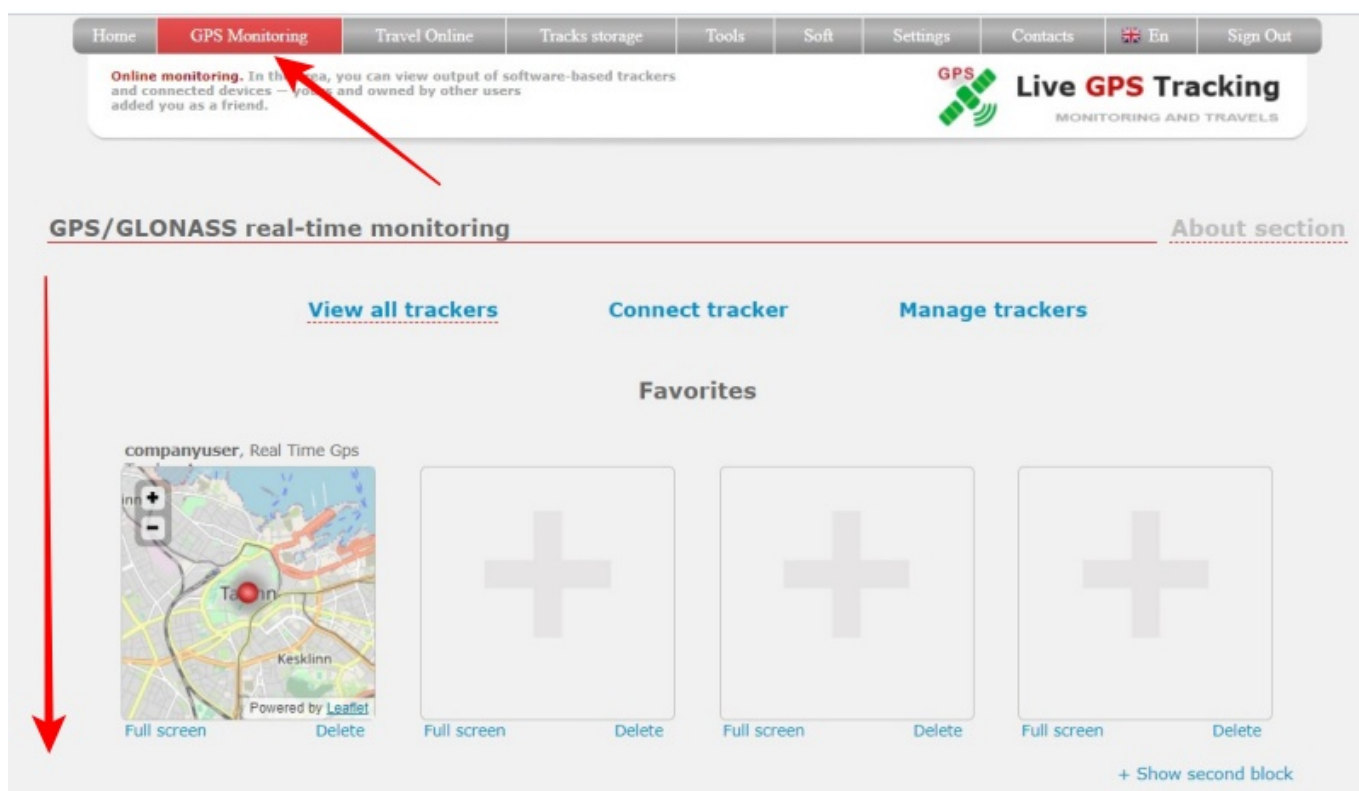 Home GPS Monitoring Travel Online Tracks storage Tools Soft Settings Contacts En Sign Out
Online monitoring. In the area, you can view output of software-based trackers
and connected devices — yours and owned by other users
added you as a friend.
GPS
Live GPS Tracking
MONITORING AND TRAVELS
GPS/GLONASS real-time monitoring
About section
View all trackers Connect tracker Manage trackers
Favorites
companyuser, Real Time Gps
inn
+
-
Kesklinn
Powered by Leaflet
Full screen Delete Full screen Delete Full screen Delete Full screen Delete
+ Show second block